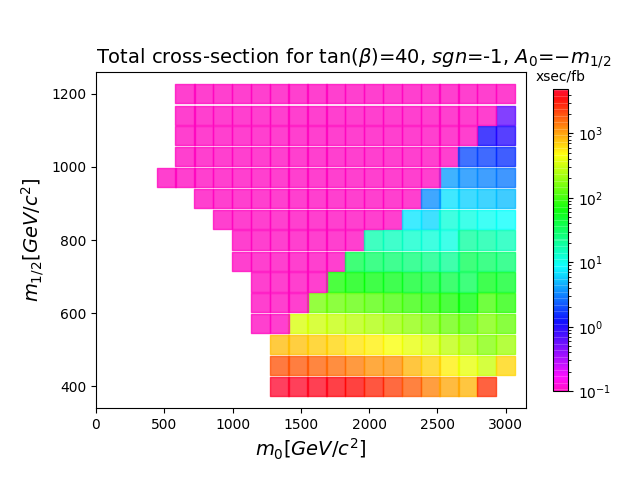 Total cross-section for tan(β)=40, sgn=-1, A₀=−m₁/₂
xsec/fb
1200
1000
800
600
400
m₁/₂[GeV/c²]
0 500 1000 1500 2000 2500 3000
m₀[GeV/c²]
10³
10²
10¹
10⁰
10⁻¹